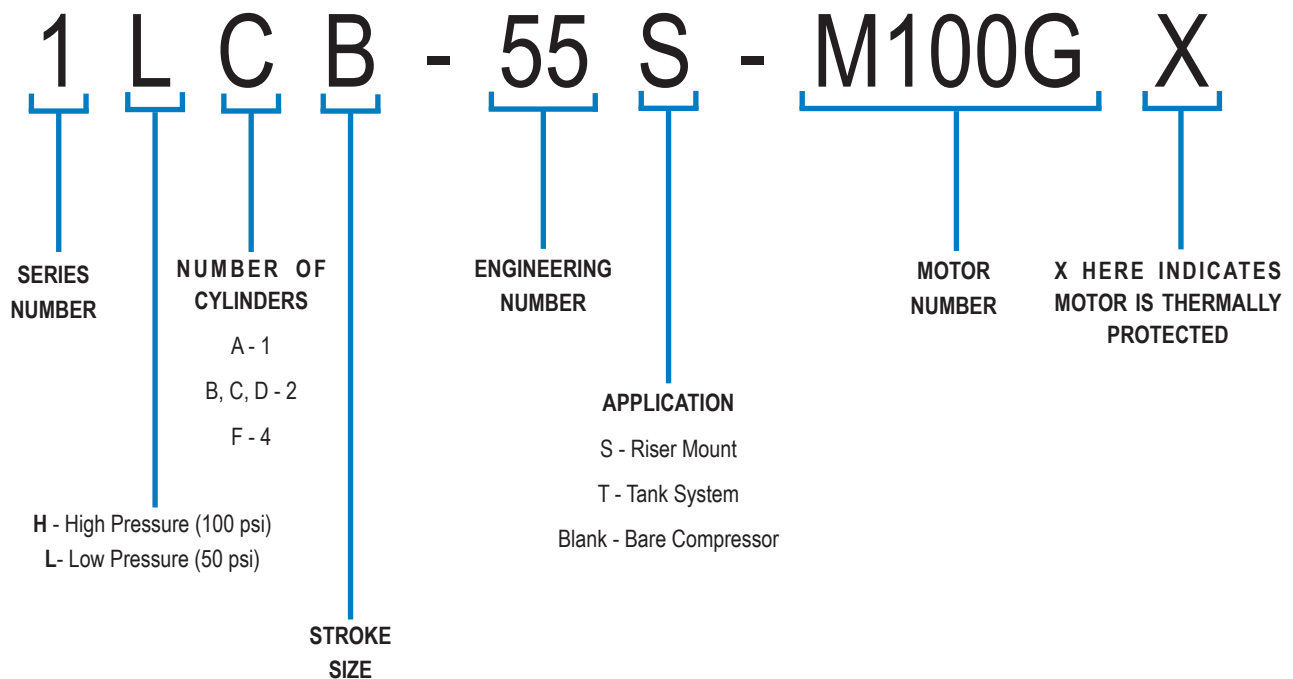 1 L C B - 55 S - M100G X
SERIES
NUMBER
NUMBER OF
CYLINDERS
A - 1
B, C, D - 2
F - 4
H - High Pressure (100 psi)
L- Low Pressure (50 psi)
STROKE
SIZE
ENGINEERING
NUMBER
APPLICATION
S - Riser Mount
T - Tank System
Blank - Bare Compressor
MOTOR
NUMBER
X HERE INDICATES
MOTOR IS THERMALLY
PROTECTED